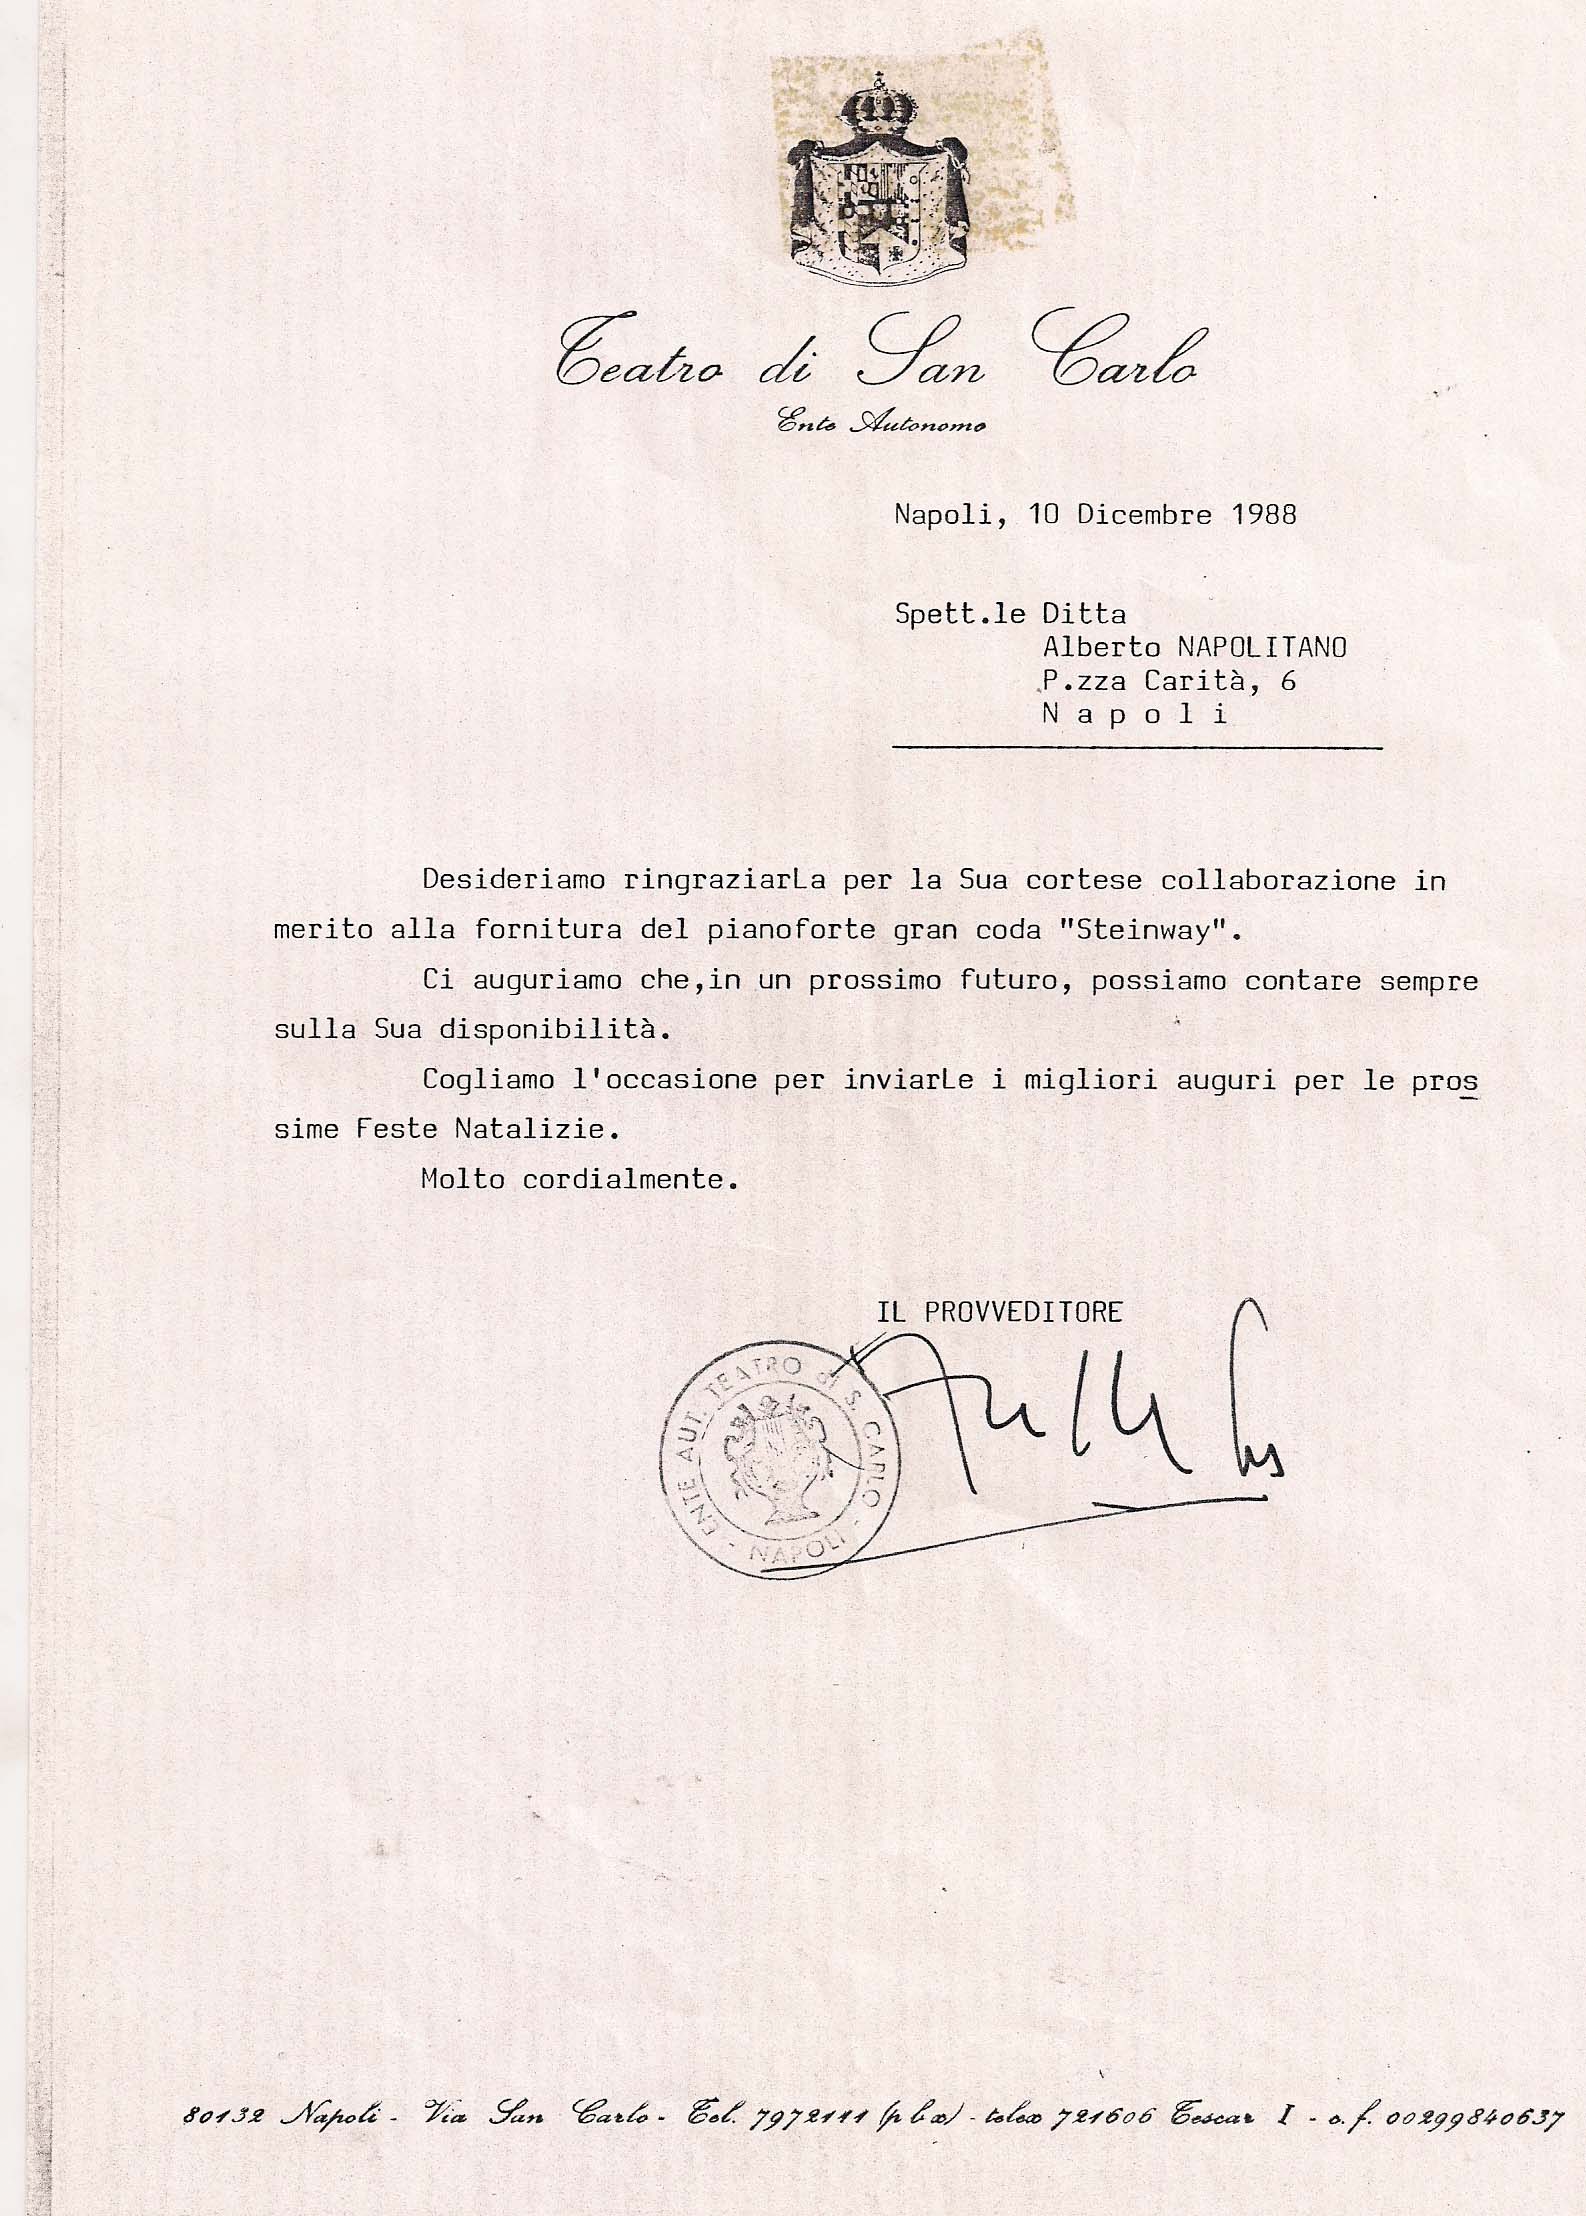 Teatro di San Carlo
Ente Autonomo
Napoli, 10 Dicembre 1988
Spett.le Ditta
Alberto NAPOLITANO
P.zza Carità, 6
N a p o l i
Desideriamo ringraziarLa per la Sua cortese collaborazione in
merito alla fornitura del pianoforte gran coda "Steinway".
Ci auguriamo che,in un prossimo futuro, possiamo contare sempre
sulla Sua disponibilità.
Cogliamo l'occasione per inviarLe i migliori auguri per le pros
sime Feste Natalizie.
Molto cordialmente.
IL PROVVEDITORE
ENTE AUT. TEATRO di S. CARLO - NAPOLI -
80132 Napoli - Via San Carlo - Tel. 7972111 (pbx) - telex 721606 Tescar I - c.f. 00299840637